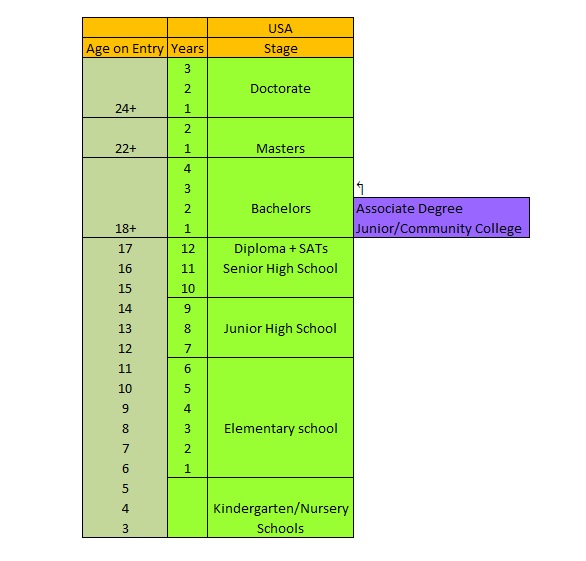 USA
Age on Entry Years Stage
3
2 Doctorate
24+ 1
2
22+ 1 Masters
4
3 ↰
2 Bachelors Associate Degree
18+ 1 Junior/Community College
17 12 Diploma + SATs
16 11 Senior High School
15 10
14 9
13 8 Junior High School
12 7
11 6
10 5
9 4
8 3 Elementary school
7 2
6 1
5
4 Kindergarten/Nursery
3 Schools